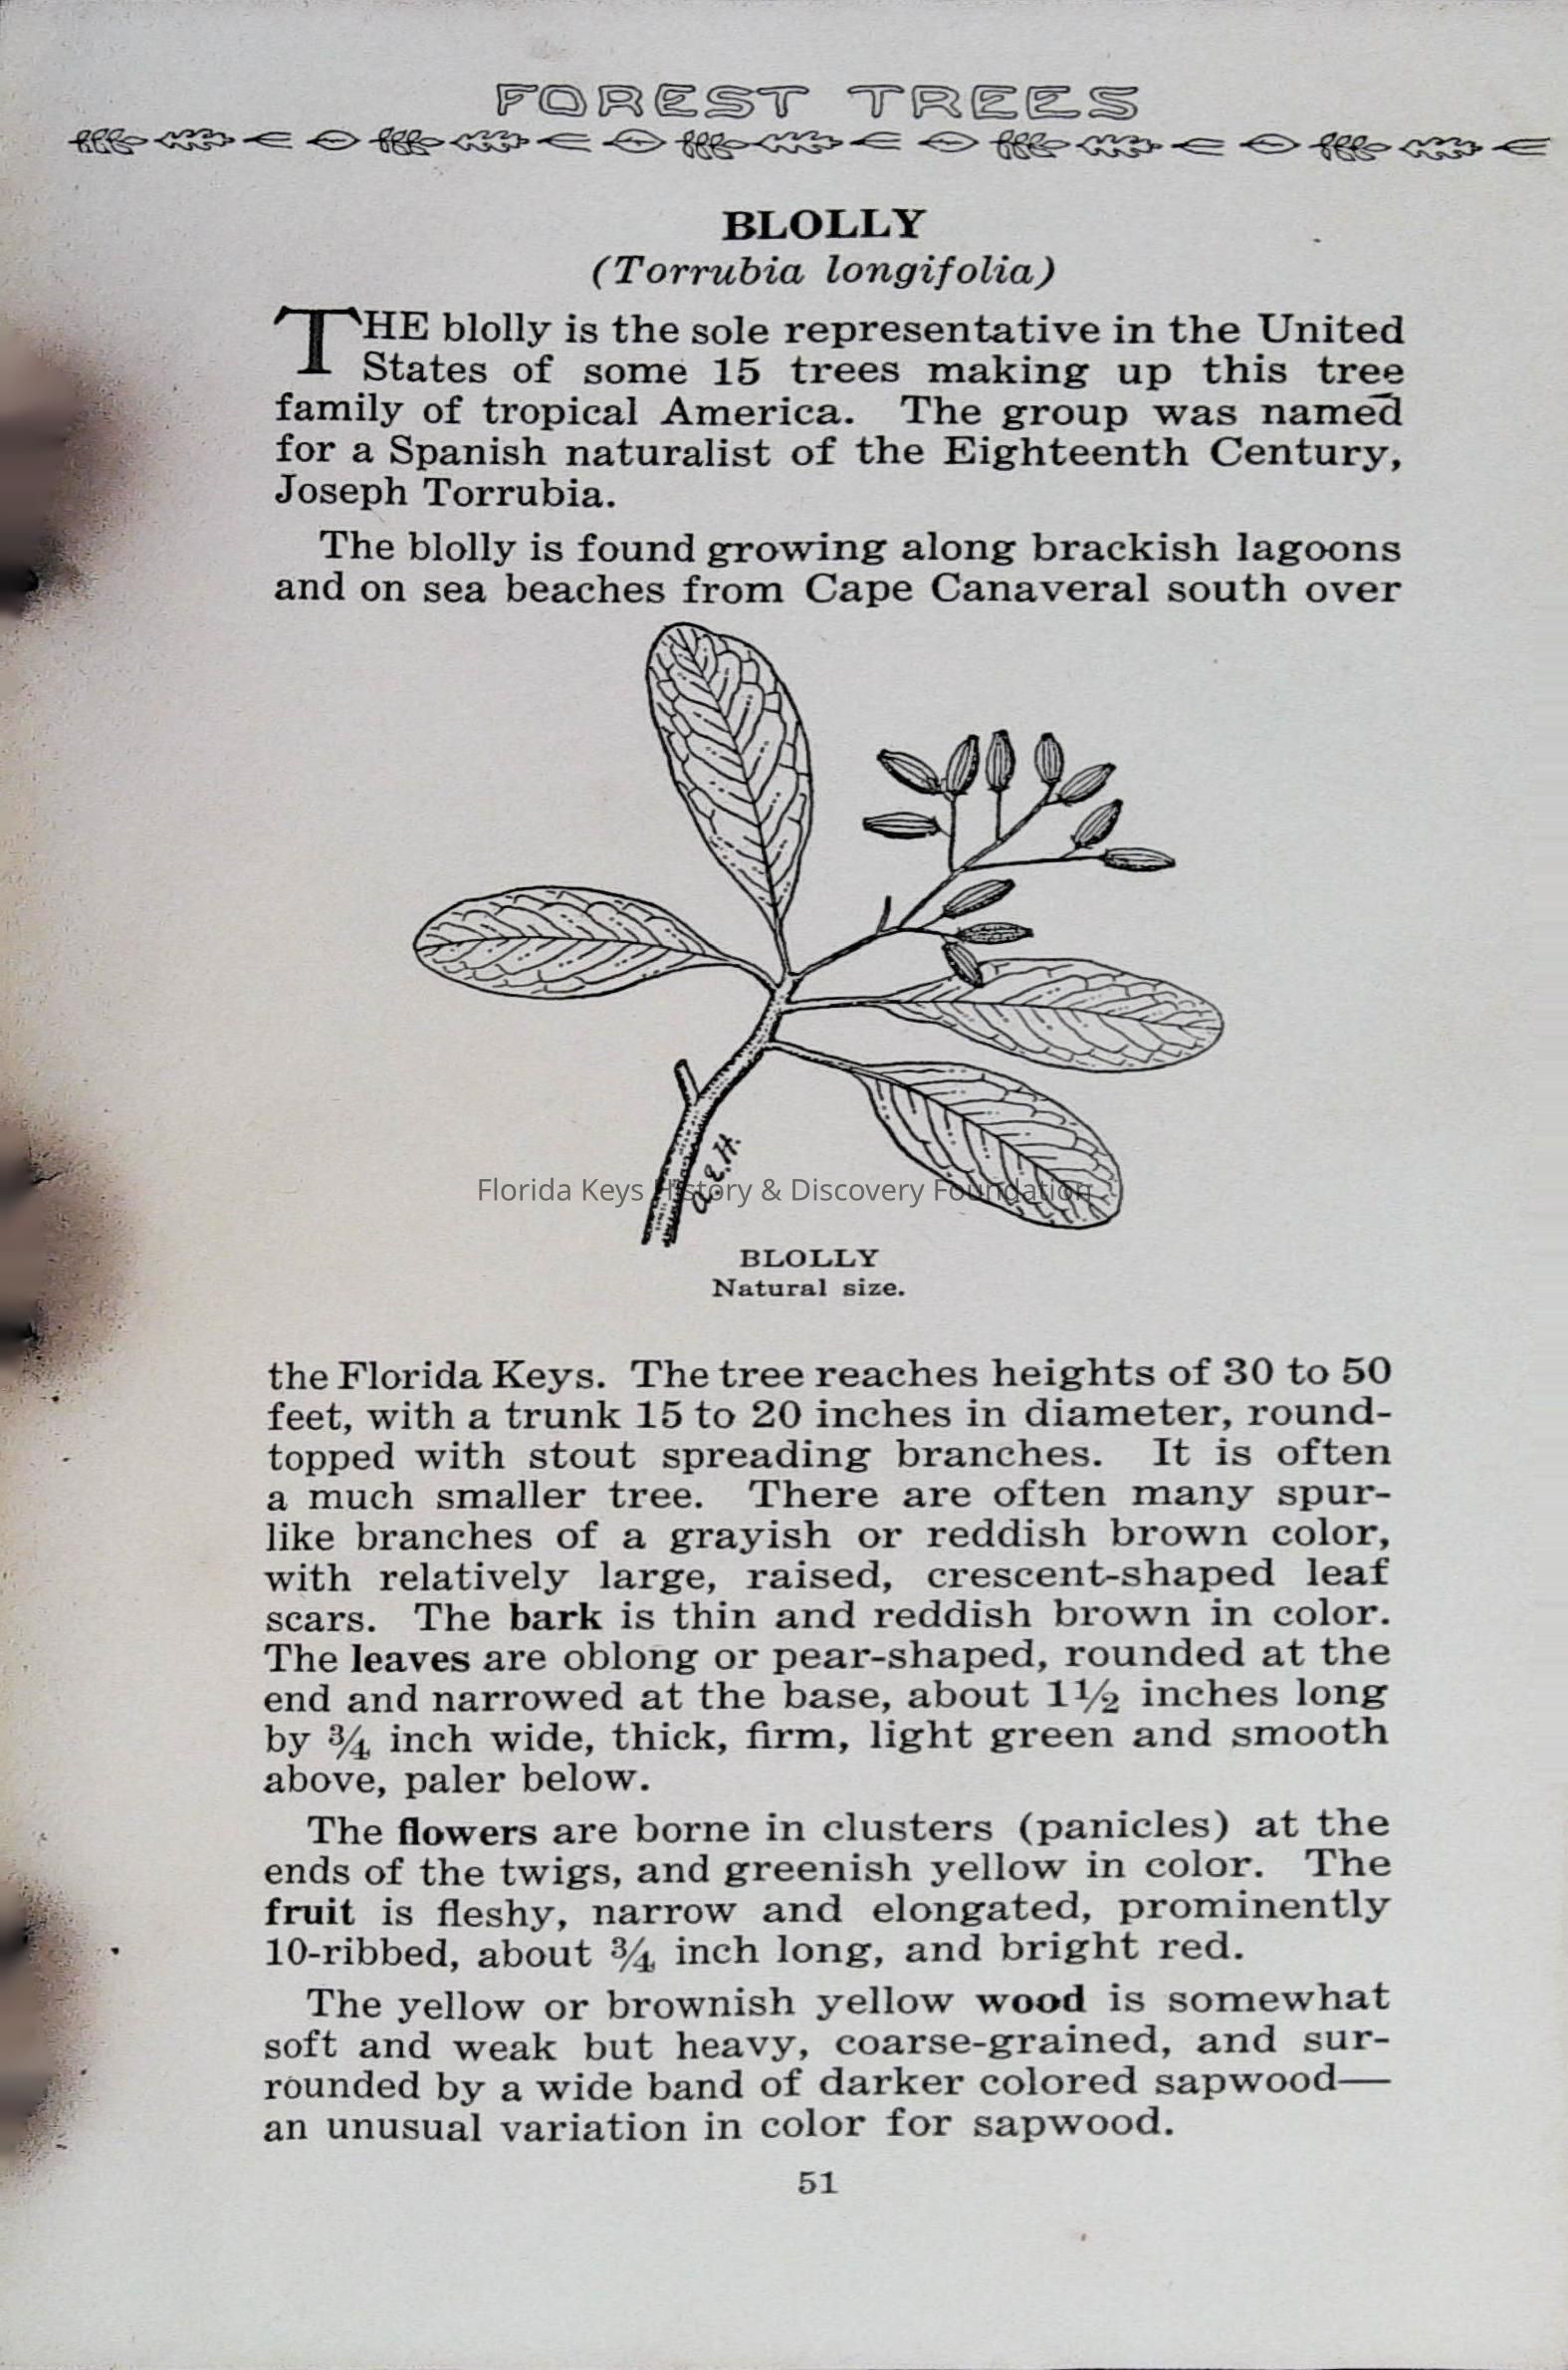 FOREST TREES
BLOLLY
(Torrubia longifolia)
THE blolly is the sole representative in the United
States of some 15 trees making up this tree
family of tropical America. The group was named
for a Spanish naturalist of the Eighteenth Century,
Joseph Torrubia.
The blolly is found growing along brackish lagoons
and on sea beaches from Cape Canaveral south over
a.E.H.
Florida Keys History & Discovery Foundation
BLOLLY
Natural size.
the Florida Keys. The tree reaches heights of 30 to 50
feet, with a trunk 15 to 20 inches in diameter, round-
topped with stout spreading branches. It is often
a much smaller tree. There are often many spur-
like branches of a grayish or reddish brown color,
with relatively large, raised, crescent-shaped leaf
scars. The bark is thin and reddish brown in color.
The leaves are oblong or pear-shaped, rounded at the
end and narrowed at the base, about 1½ inches long
by ¾ inch wide, thick, firm, light green and smooth
above, paler below.
The flowers are borne in clusters (panicles) at the
ends of the twigs, and greenish yellow in color. The
fruit is fleshy, narrow and elongated, prominently
10-ribbed, about ¾ inch long, and bright red.
The yellow or brownish yellow wood is somewhat
soft and weak but heavy, coarse-grained, and sur-
rounded by a wide band of darker colored sapwood—
an unusual variation in color for sapwood.
51